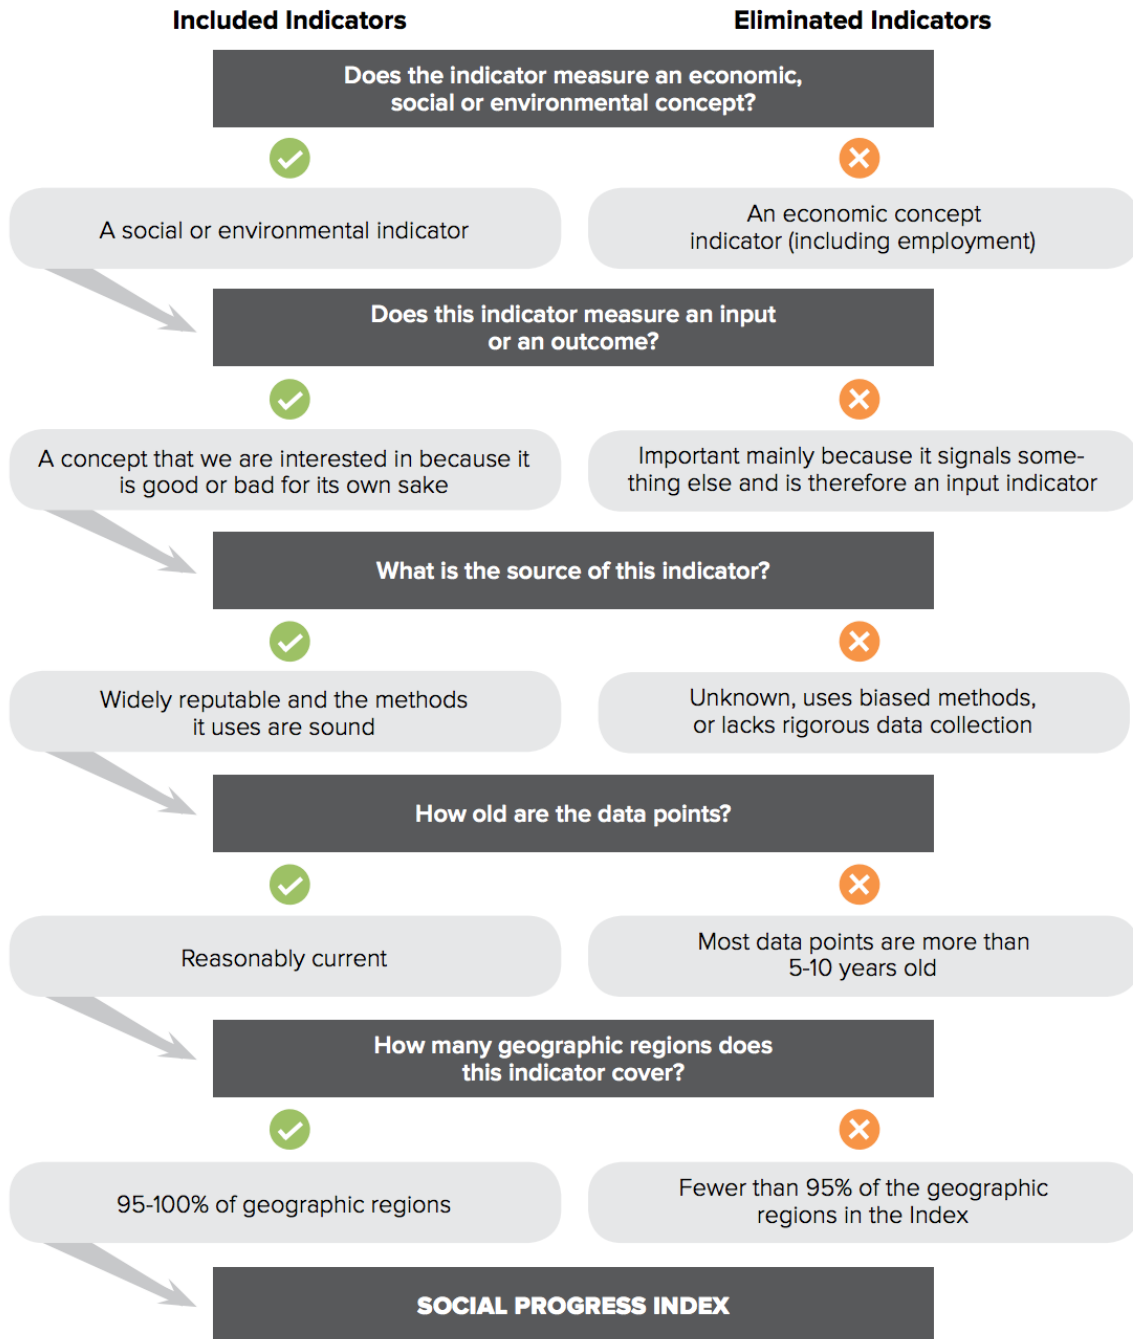 Included Indicators
Eliminated Indicators
Does the indicator measure an economic,
social or environmental concept?
A social or environmental indicator
An economic concept
indicator (including employment)
Does this indicator measure an input
or an outcome?
A concept that we are interested in because it
is good or bad for its own sake
Important mainly because it signals some-
thing else and is therefore an input indicator
What is the source of this indicator?
Widely reputable and the methods
it uses are sound
Unknown, uses biased methods,
or lacks rigorous data collection
How old are the data points?
Reasonably current
Most data points are more than
5-10 years old
How many geographic regions does
this indicator cover?
95-100% of geographic regions
Fewer than 95% of the geographic
regions in the Index
SOCIAL PROGRESS INDEX